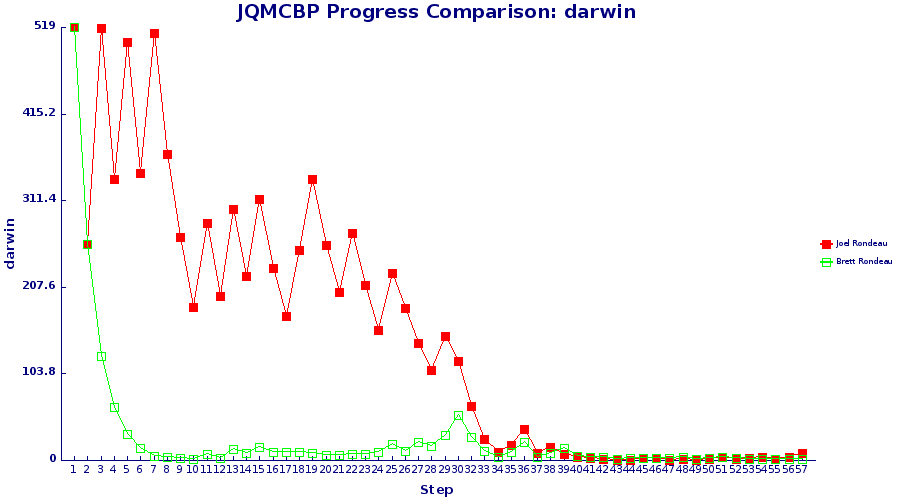 JQMCBP Progress Comparison: darwin
519
415.2
311.4
207.6
103.8
0
darwin
1 2 3 4 5 6 7 8 9 10 11 12 13 14 15 16 17 18 19 20 21 22 23 24 25 26 27 28 29 30 32 33 34 35 36 37 38 39 40 41 42 43 44 45 46 47 48 49 50 51 52 53 54 55 56 57
Step
Joel Rondeau
Brett Rondeau